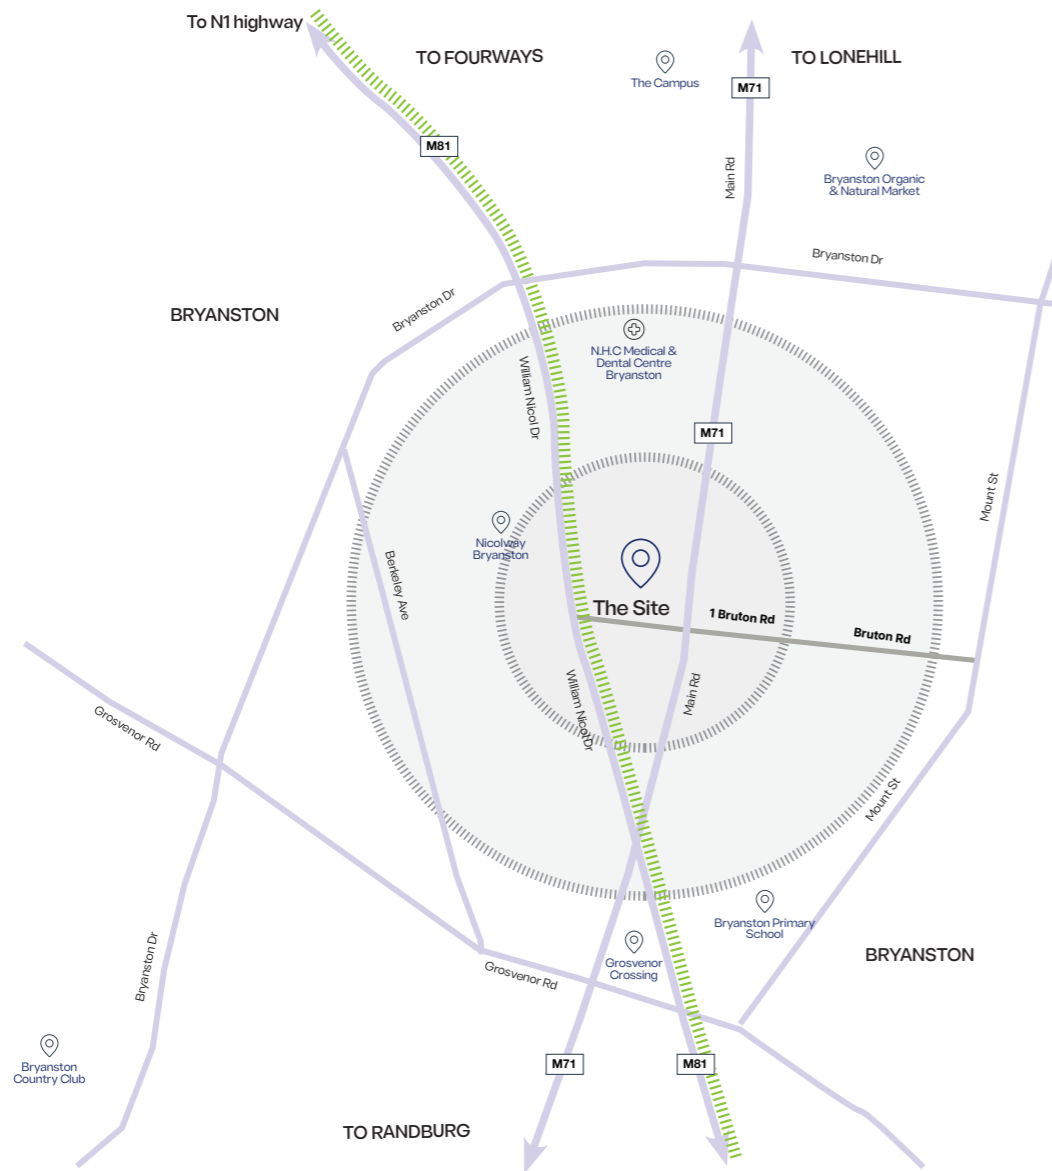 To N1 highway
TO FOURWAYS
TO LONEHILL
The Campus
M71
M81
Main Rd
Bryanston Organic
& Natural Market
Bryanston Dr
BRYANSTON
Bryanston Dr
N.H.C Medical &
Dental Centre
Bryanston
William Nicol Dr
M71
Mount St
Nicolway
Bryanston
Berkeley Ave
The Site
1 Bruton Rd
Bruton Rd
William Nicol Dr
Main Rd
Grosvenor Rd
Mount St
Bryanston Primary
School
BRYANSTON
Grosvenor
Crossing
Grosvenor Rd
Bryanston Dr
Bryanston
Country Club
M71
M81
TO RANDBURG